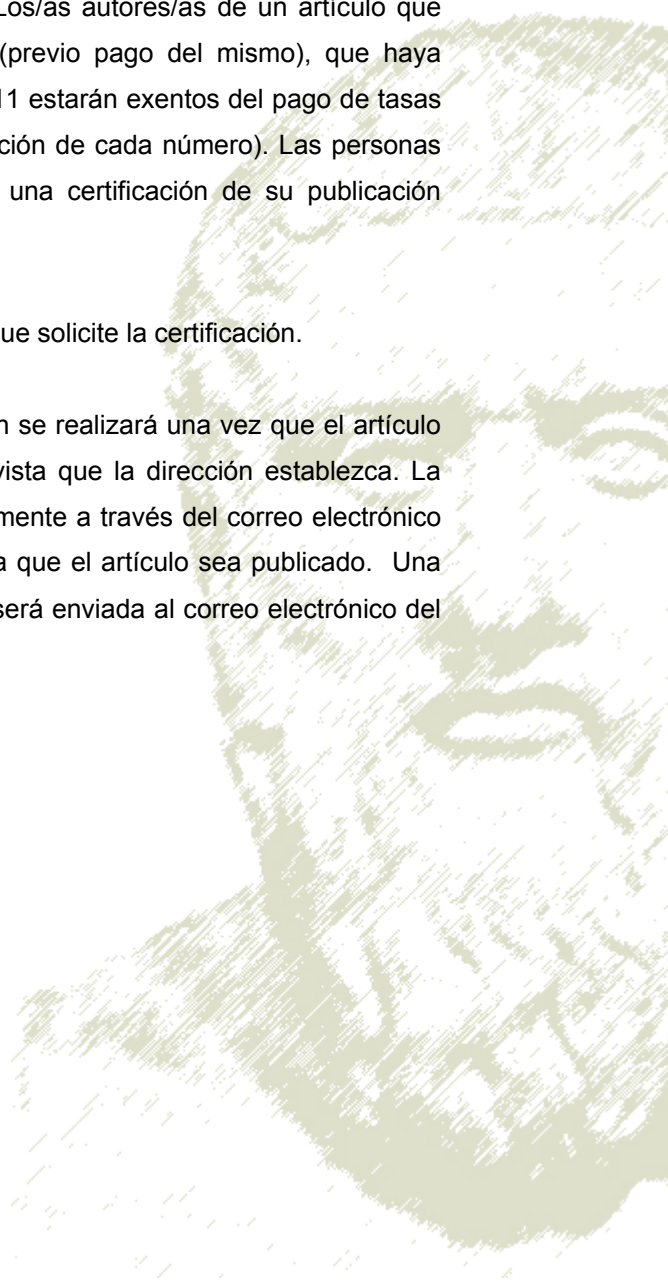 Los/as autores/as de un artículo que
(previo pago del mismo), que haya
11 estarán exentos del pago de tasas
ción de cada número). Las personas
una certificación de su publicación
ue solicite la certificación.
n se realizará una vez que el artículo
vista que la dirección establezca. La
mente a través del correo electrónico
a que el artículo sea publicado. Una
será enviada al correo electrónico del